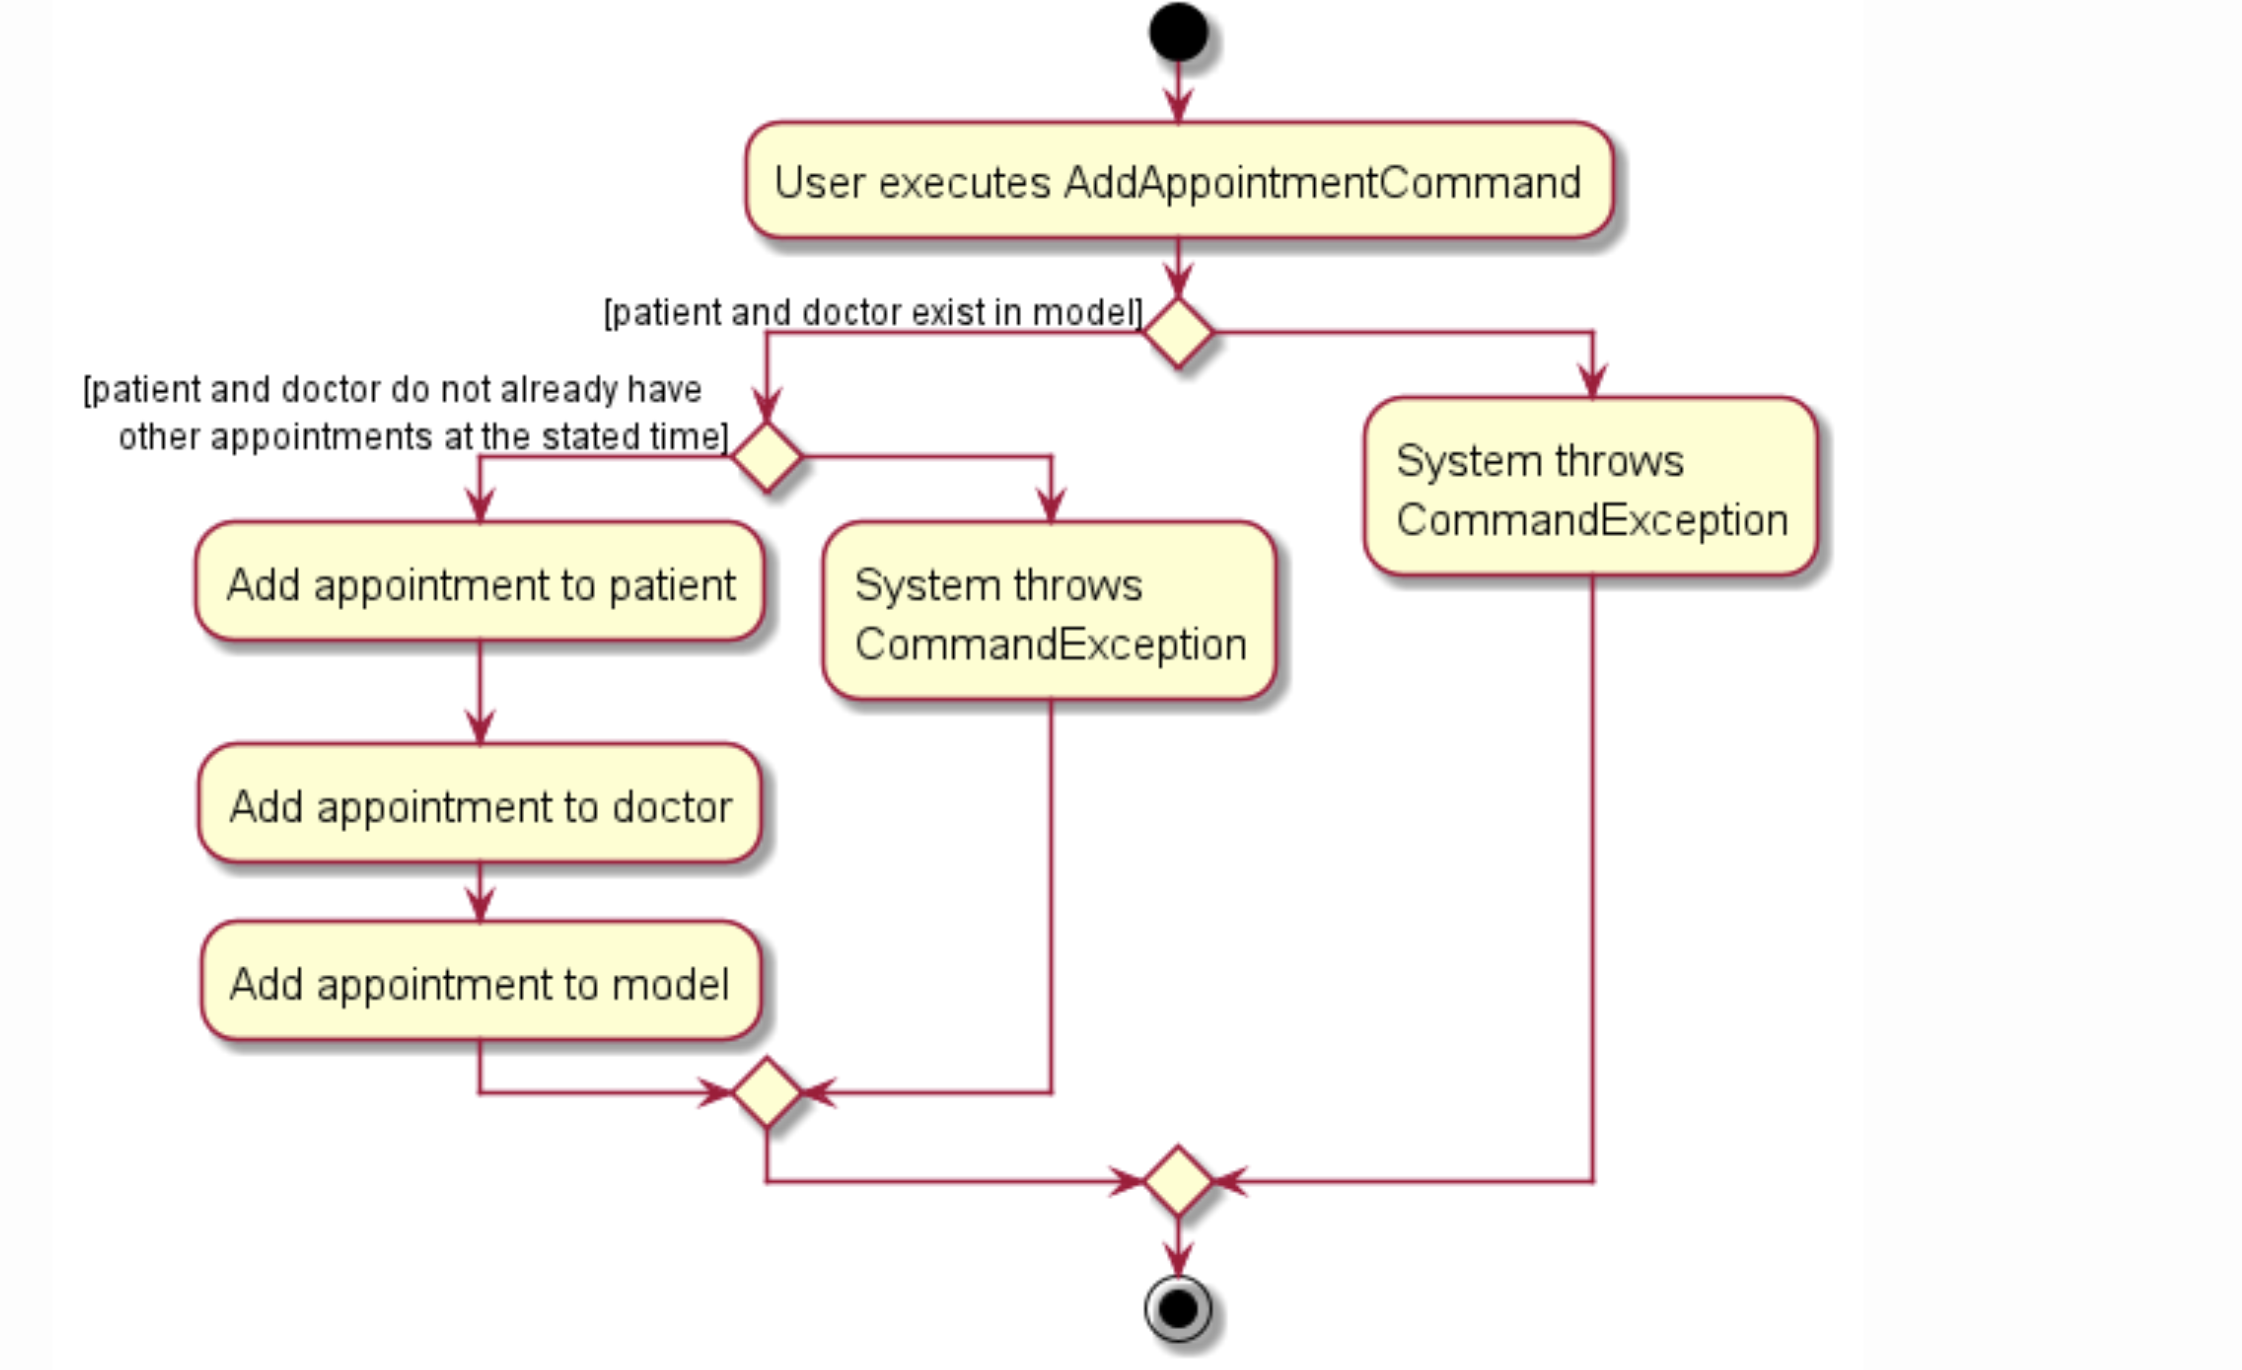 User executes AddAppointmentCommand
[patient and doctor exist in model]
[patient and doctor do not already have
other appointments at the stated time]
System throws
CommandException
Add appointment to patient
System throws
CommandException
Add appointment to doctor
Add appointment to model